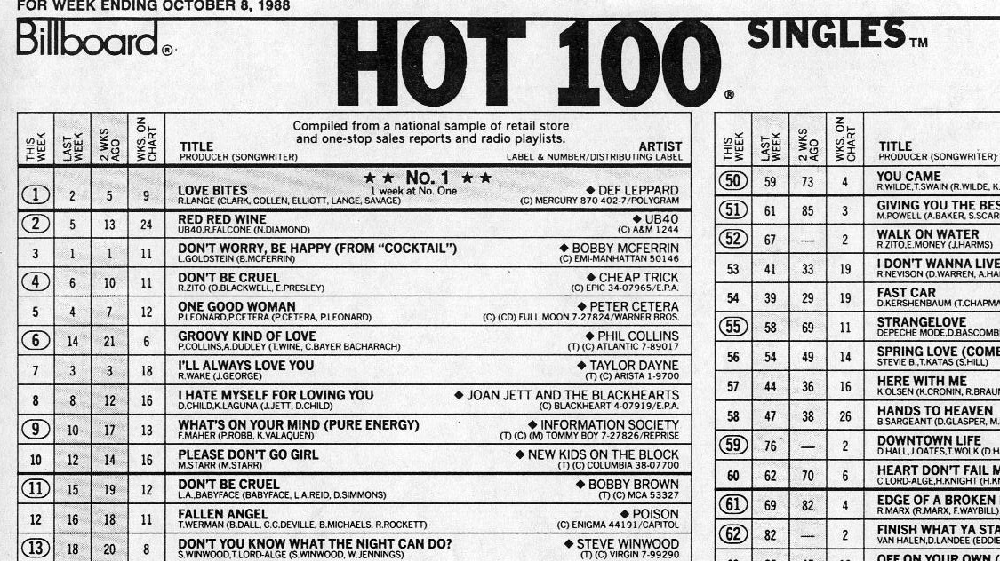 FOR WEEK ENDING OCTOBER 8, 1988
Billboard®
HOT 100®
SINGLES™
THIS WEEK
LAST WEEK
2 WKS AGO
WKS. ON CHART
Compiled from a national sample of retail store
and one-stop sales reports and radio playlists.
TITLE ARTIST
PRODUCER (SONGWRITER) LABEL & NUMBER/DISTRIBUTING LABEL
★★ No. 1 ★★
1 2 5 9 LOVE BITES 1 week at No. One ◆ DEF LEPPARD
R.LANGE (CLARK, COLLEN, ELLIOTT, LANGE, SAVAGE) (C) MERCURY 870 402-7/POLYGRAM
2 5 13 24 RED RED WINE ◆ UB40
UB40,R.FALCONE (N.DIAMOND) (C) A&M 1244
3 1 1 11 DON'T WORRY, BE HAPPY (FROM "COCKTAIL") ◆ BOBBY MCFERRIN
L.GOLDSTEIN (B.MCFERRIN) (C) EMI-MANHATTAN 50146
4 6 10 11 DON'T BE CRUEL ◆ CHEAP TRICK
R.ZITO (O.BLACKWELL, E.PRESLEY) (C) EPIC 34-07965/E.P.A.
5 4 7 12 ONE GOOD WOMAN ◆ PETER CETERA
P.LEONARD,P.CETERA (P.CETERA, P.LEONARD) (C) (CD) FULL MOON 7-27824/WARNER BROS.
6 14 21 6 GROOVY KIND OF LOVE ◆ PHIL COLLINS
P.COLLINS,A.DUDLEY (T.WINE, C.BAYER BACHARACH) (T) (C) ATLANTIC 7-89017
7 3 3 18 I'LL ALWAYS LOVE YOU ◆ TAYLOR DAYNE
R.WAKE (J.GEORGE) (T) (C) ARISTA 1-9700
8 8 12 16 I HATE MYSELF FOR LOVING YOU ◆ JOAN JETT AND THE BLACKHEARTS
D.CHILD,K.LAGUNA (J.JETT, D.CHILD) (C) BLACKHEART 4-07919/E.P.A.
9 10 17 13 WHAT'S ON YOUR MIND (PURE ENERGY) ◆ INFORMATION SOCIETY
F.MAHER (P.ROBB, K.VALAQUEN) (T) (C) (M) TOMMY BOY 7-27826/REPRISE
10 12 14 16 PLEASE DON'T GO GIRL ◆ NEW KIDS ON THE BLOCK
M.STARR (M.STARR) (T) (C) COLUMBIA 38-07700
11 15 19 12 DON'T BE CRUEL ◆ BOBBY BROWN
L.A.,BABYFACE (BABYFACE, L.A.REID, D.SIMMONS) (T) (C) MCA 53327
12 16 18 11 FALLEN ANGEL ◆ POISON
T.WERMAN (B.DALL, C.C.DEVILLE, B.MICHAELS, R.ROCKETT) (C) ENIGMA 44191/CAPITOL
13 18 20 8 DON'T YOU KNOW WHAT THE NIGHT CAN DO? ◆ STEVE WINWOOD
S.WINWOOD,T.LORD-ALGE (S.WINWOOD, W.JENNINGS) (T) (C) VIRGIN 7-99290
THIS WEEK
LAST WEEK
2 WKS AGO
WKS. ON CHART
TITLE
PRODUCER (SONGWRITER)
50 59 73 4 YOU CAME
R.WILDE,T.SWAIN (R.WILDE, K.
51 61 85 3 GIVING YOU THE BES
M.POWELL (A.BAKER, S.SCAR
52 67 — 2 WALK ON WATER
R.ZITO,E.MONEY (J.HARMS)
53 41 33 19 I DON'T WANNA LIVE
R.NEVISON (D.WARREN, A.HA
54 39 29 19 FAST CAR
D.KERSHENBAUM (T.CHAPMA
55 58 69 11 STRANGELOVE
DEPECHE MODE,D.BASCOMB
56 54 49 14 SPRING LOVE (COME
STEVIE B.,T.KATAS (S.HILL)
57 44 36 16 HERE WITH ME
K.OLSEN (K.CRONIN, R.BRAUN
58 47 38 26 HANDS TO HEAVEN
B.SARGEANT (D.GLASPER, M.
59 76 — 2 DOWNTOWN LIFE
D.HALL,J.OATES,T.WOLK (D.H
60 62 70 6 HEART DON'T FAIL M
C.LORD-ALGE,H.KNIGHT (H.KN
61 69 82 4 EDGE OF A BROKEN
R.MARX (R.MARX, F.WAYBILL)
62 82 — 2 FINISH WHAT YA STA
VAN HALEN,D.LANDEE (EDDIE
OFF ON YOUR OWN (